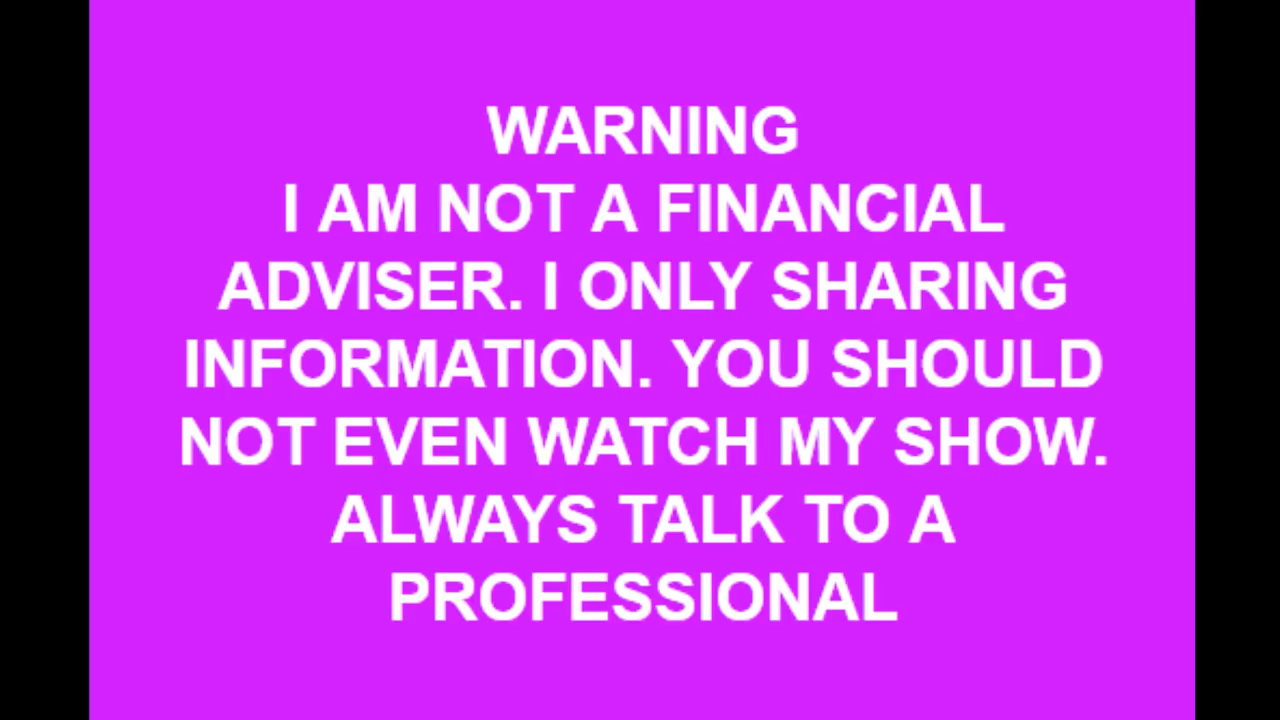 WARNING
I AM NOT A FINANCIAL
ADVISER. I ONLY SHARING
INFORMATION. YOU SHOULD
NOT EVEN WATCH MY SHOW.
ALWAYS TALK TO A
PROFESSIONAL